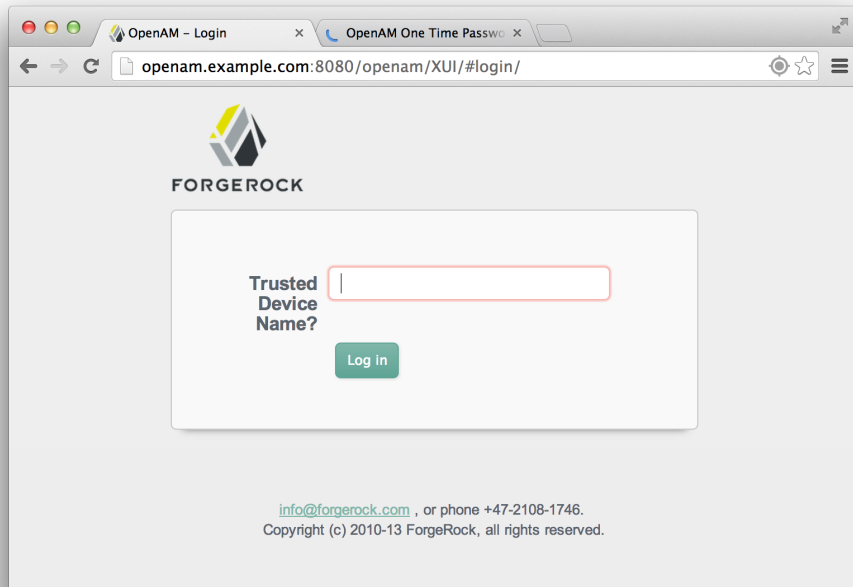 OpenAM – Login
OpenAM One Time Passwo
openam.example.com:8080/openam/XUI/#login/
FORGEROCK
Trusted
Device
Name?
Log in
info@forgerock.com , or phone +47-2108-1746.
Copyright (c) 2010-13 ForgeRock, all rights reserved.